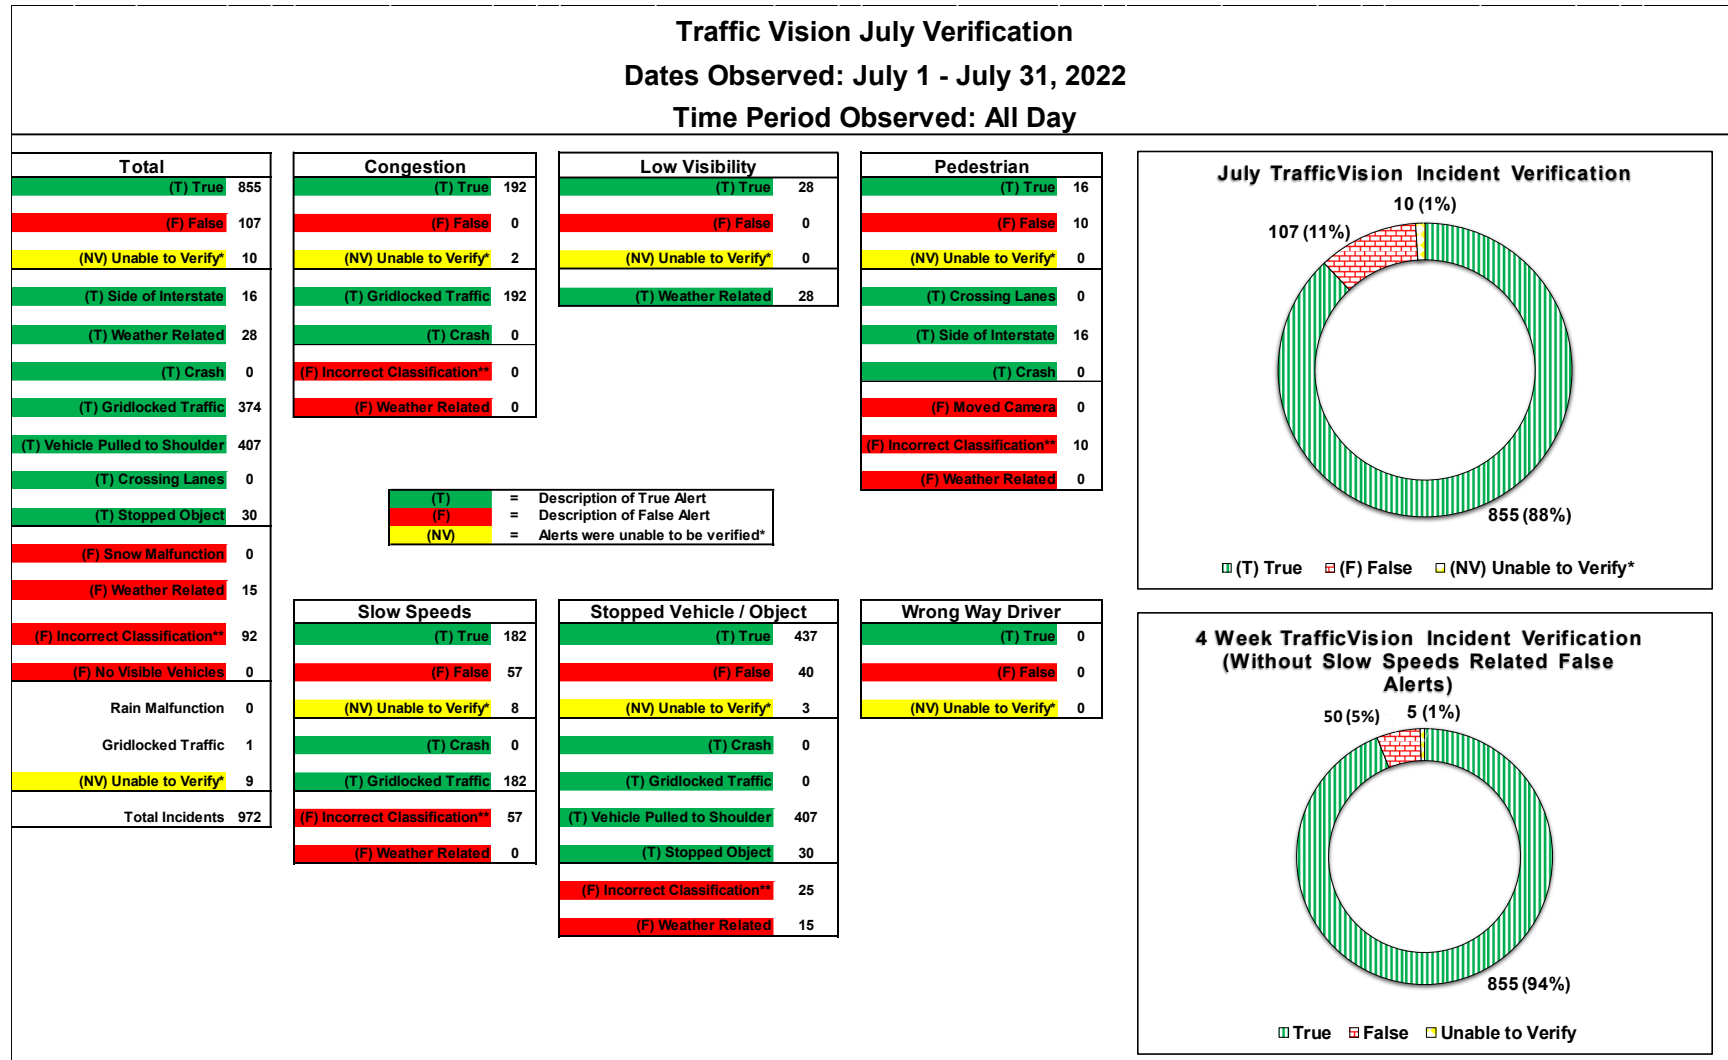 Traffic Vision July Verification
Dates Observed: July 1 - July 31, 2022
Time Period Observed: All Day
Total
(T) True 855
(F) False 107
(NV) Unable to Verify* 10
(T) Side of Interstate 16
(T) Weather Related 28
(T) Crash 0
(T) Gridlocked Traffic 374
(T) Vehicle Pulled to Shoulder 407
(T) Crossing Lanes 0
(T) Stopped Object 30
(F) Snow Malfunction 0
(F) Weather Related 15
(F) Incorrect Classification** 92
(F) No Visible Vehicles 0
Rain Malfunction 0
Gridlocked Traffic 1
(NV) Unable to Verify* 9
Total Incidents 972
Congestion
(T) True 192
(F) False 0
(NV) Unable to Verify* 2
(T) Gridlocked Traffic 192
(T) Crash 0
(F) Incorrect Classification** 0
(F) Weather Related 0
Low Visibility
(T) True 28
(F) False 0
(NV) Unable to Verify* 0
(T) Weather Related 28
Pedestrian
(T) True 16
(F) False 10
(NV) Unable to Verify* 0
(T) Crossing Lanes 0
(T) Side of Interstate 16
(T) Crash 0
(F) Moved Camera 0
(F) Incorrect Classification** 10
(F) Weather Related 0
(T) = Description of True Alert
(F) = Description of False Alert
(NV) = Alerts were unable to be verified*
Slow Speeds
(T) True 182
(F) False 57
(NV) Unable to Verify* 8
(T) Crash 0
(T) Gridlocked Traffic 182
(F) Incorrect Classification** 57
(F) Weather Related 0
Stopped Vehicle / Object
(T) True 437
(F) False 40
(NV) Unable to Verify* 3
(T) Crash 0
(T) Gridlocked Traffic 0
(T) Vehicle Pulled to Shoulder 407
(T) Stopped Object 30
(F) Incorrect Classification** 25
(F) Weather Related 15
Wrong Way Driver
(T) True 0
(F) False 0
(NV) Unable to Verify* 0
July TrafficVision Incident Verification
10 (1%)
107 (11%)
855 (88%)
(T) True (F) False (NV) Unable to Verify*
4 Week TrafficVision Incident Verification
(Without Slow Speeds Related False
Alerts)
50 (5%) 5 (1%)
855 (94%)
True False Unable to Verify